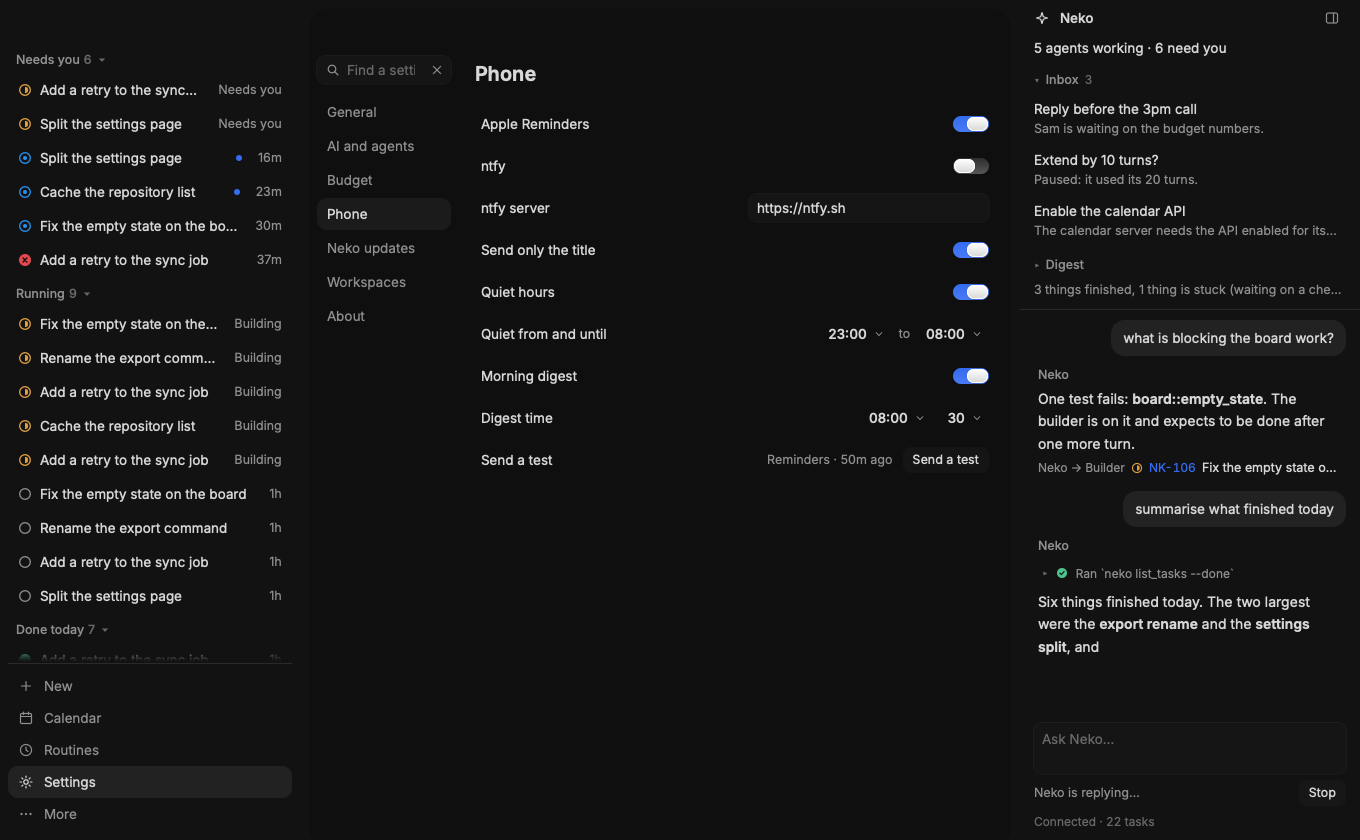 Needs you 6
Add a retry to the sync... Needs you
Split the settings page Needs you
Split the settings page 16m
Cache the repository list 23m
Fix the empty state on the bo... 30m
Add a retry to the sync job 37m
Running 9
Fix the empty state on the... Building
Rename the export comm... Building
Add a retry to the sync job Building
Cache the repository list Building
Add a retry to the sync job Building
Fix the empty state on the board 1h
Rename the export command 1h
Add a retry to the sync job 1h
Split the settings page 1h
Done today 7
Add a retry to the sync job 1h
New
Calendar
Routines
Settings
More
Find a setti
General
AI and agents
Budget
Phone
Neko updates
Workspaces
About
Phone
Apple Reminders
ntfy
ntfy server https://ntfy.sh
Send only the title
Quiet hours
Quiet from and until 23:00 to 08:00
Morning digest
Digest time 08:00 30
Send a test Reminders · 50m ago Send a test
Neko
5 agents working · 6 need you
Inbox 3
Reply before the 3pm call
Sam is waiting on the budget numbers.
Extend by 10 turns?
Paused: it used its 20 turns.
Enable the calendar API
The calendar server needs the API enabled for its...
Digest
3 things finished, 1 thing is stuck (waiting on a che...
what is blocking the board work?
Neko
One test fails: board::empty_state. The
builder is on it and expects to be done after
one more turn.
Neko → Builder NK-106 Fix the empty state o...
summarise what finished today
Neko
Ran `neko list_tasks --done`
Six things finished today. The two largest
were the export rename and the settings
split, and
Ask Neko...
Neko is replying... Stop
Connected · 22 tasks